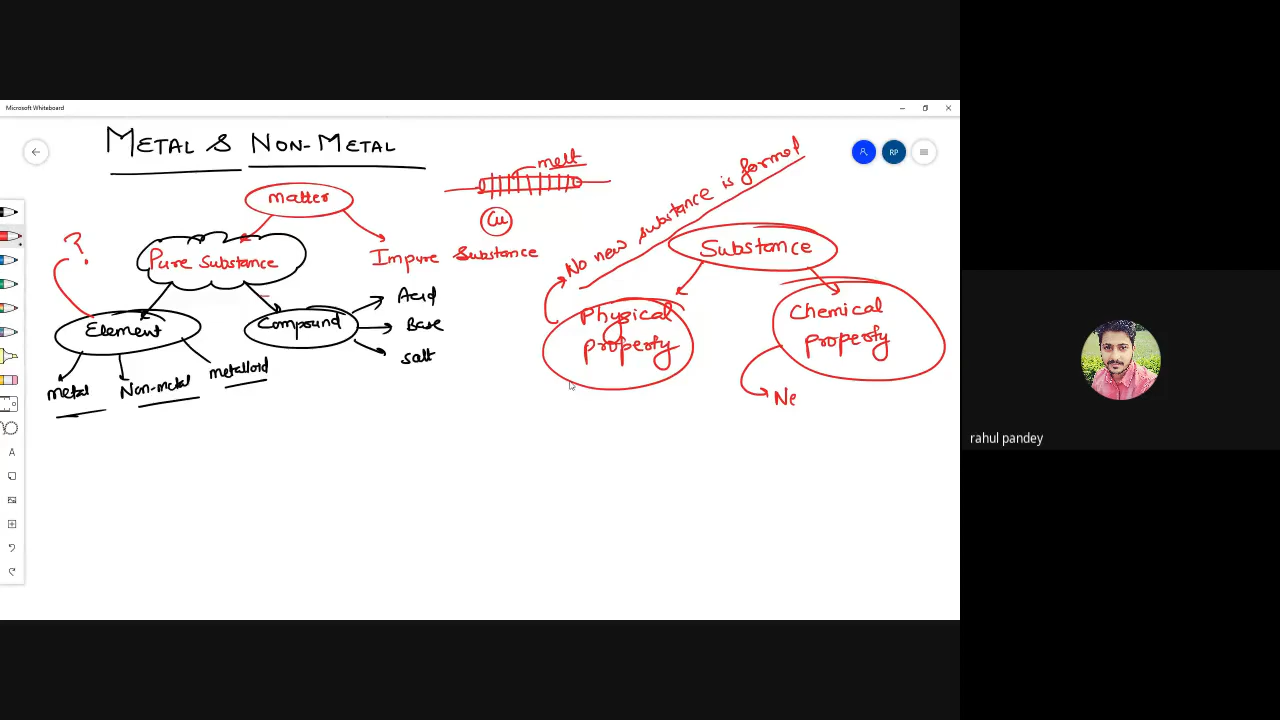 Microsoft Whiteboard
METAL & NON-METAL
matter
Pure Substance
Impure Substance
?
Element
Compound
metal
Non-metal
metalloid
Acid
Base
salt
melt
Cu
No new substance is formed
RP
Substance
Physical
property
Chemical
property
Ne
A
rahul pandey